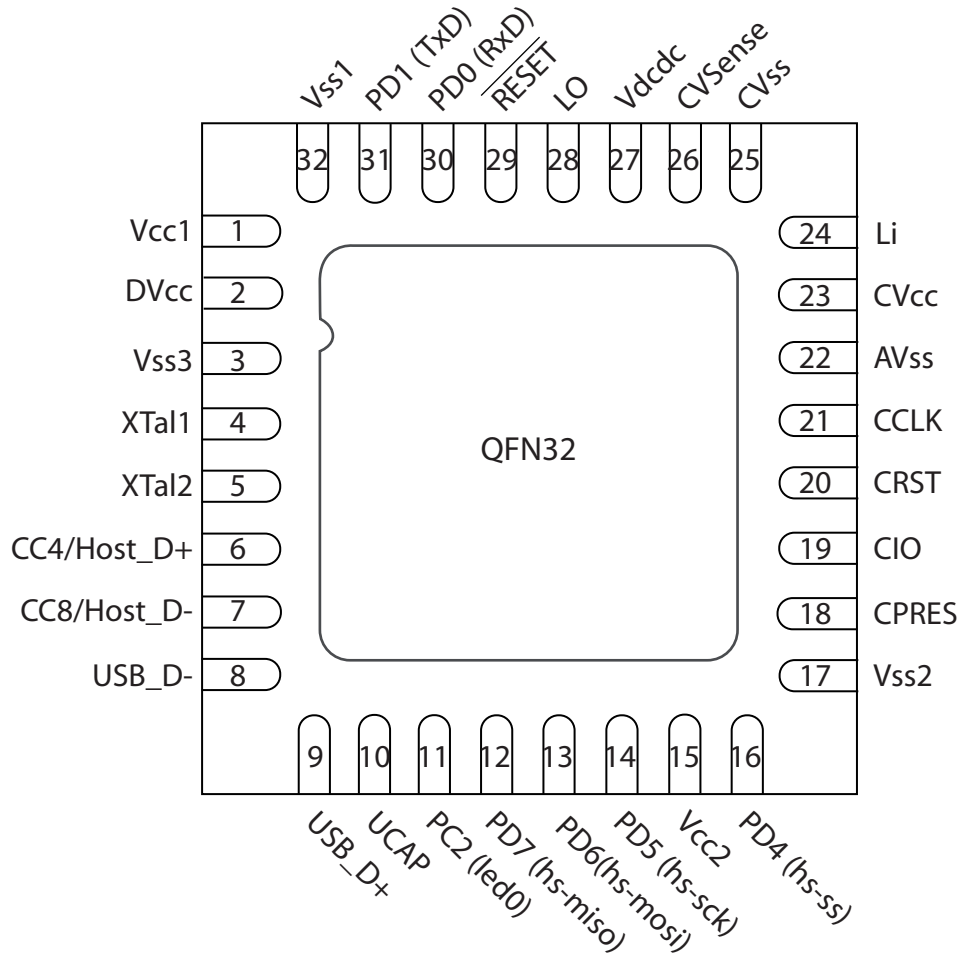 Vss1
PD1 (TxD)
PD0 (RxD)
RESET
LO
Vdcdc
CVSense
CVss
32
31
30
29
28
27
26
25
Vcc1 1
24 Li
DVcc 2
23 CVcc
Vss3 3
22 AVss
XTal1 4
21 CCLK
QFN32
XTal2 5
20 CRST
CC4/Host_D+ 6
19 CIO
CC8/Host_D- 7
18 CPRES
USB_D- 8
17 Vss2
9
10
11
12
13
14
15
16
USB_D+
UCAP
PC2 (led0)
PD7 (hs-miso)
PD6(hs-mosi)
PD5 (hs-sck)
Vcc2
PD4 (hs-ss)